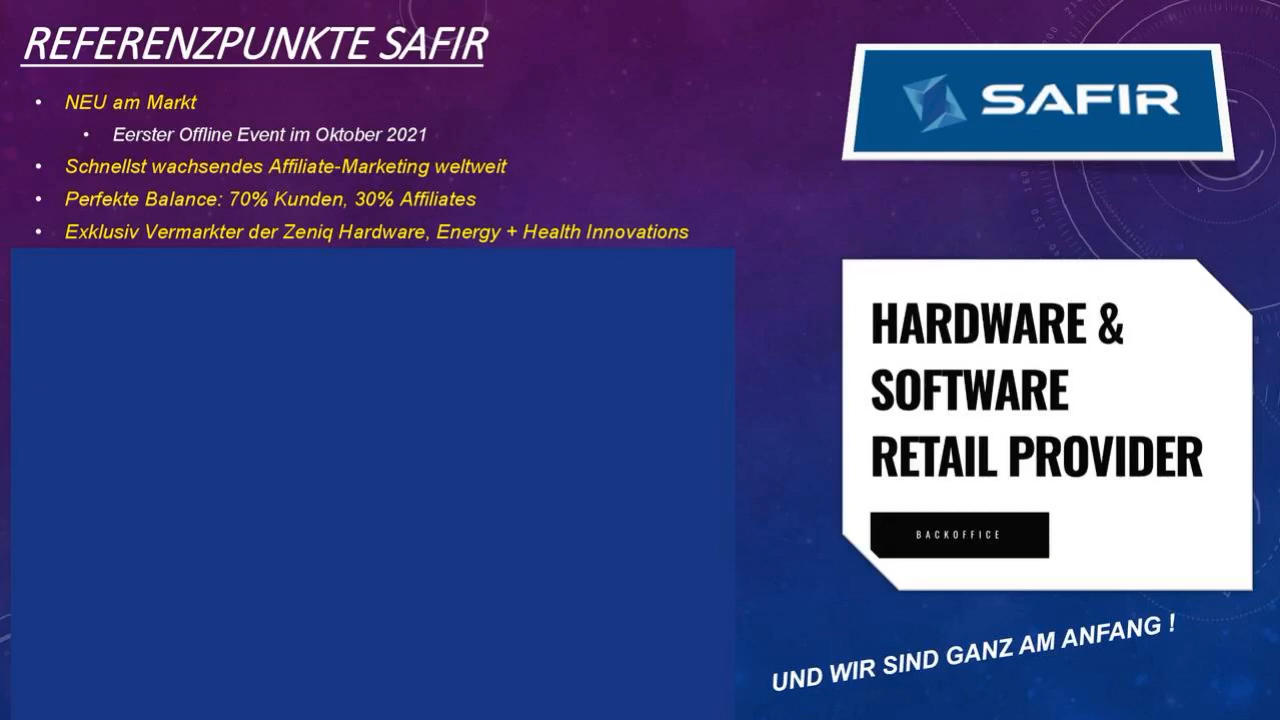 REFERENZPUNKTE SAFIR
NEU am Markt
Eerster Offline Event im Oktober 2021
Schnellst wachsendes Affiliate-Marketing weltweit
Perfekte Balance: 70% Kunden, 30% Affiliates
Exklusiv Vermarkter der Zeniq Hardware, Energy + Health Innovations
SAFIR
HARDWARE &
SOFTWARE
RETAIL PROVIDER
BACKOFFICE
UND WIR SIND GANZ AM ANFANG !